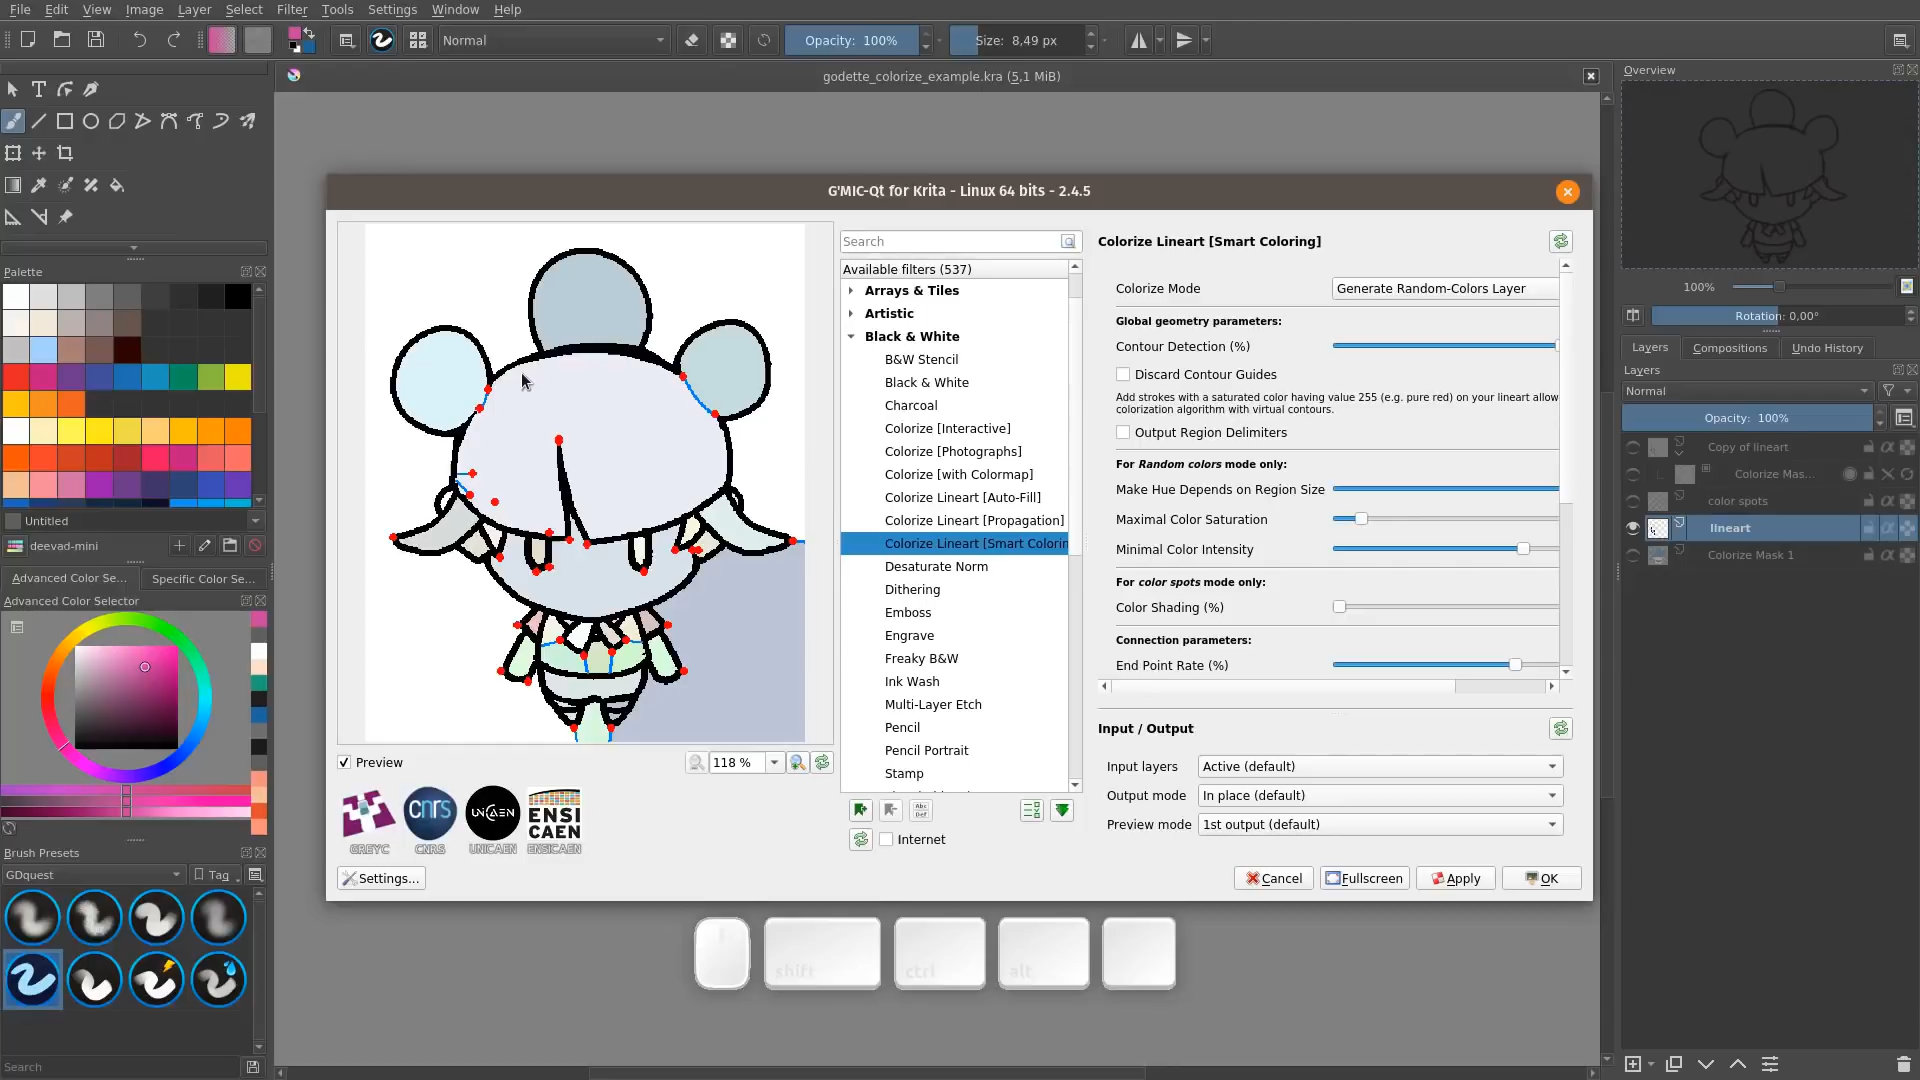 File Edit View Image Layer Select Filter Tools Settings Window Help
Normal
Opacity: 100%
Size: 8,49 px
godette_colorize_example.kra (5,1 MiB)
Overview
100%
Rotation: 0,00°
Layers Compositions Undo History
Layers
Normal
Opacity: 100%
Copy of lineart
Colorize Mas...
color spots
lineart
Colorize Mask 1
Palette
Untitled
deevad-mini
Advanced Color Se... Specific Color Se...
Advanced Color Selector
Brush Presets
GDquest
Tag
Search
G'MIC-Qt for Krita - Linux 64 bits - 2.4.5
Preview
118 %
GREYC
cnrs
CNRS
UNICAEN
UNICAEN
ENSI
CAEN
ENSICAEN
Settings...
Search
Available filters (537)
Arrays & Tiles
Artistic
Black & White
B&W Stencil
Black & White
Charcoal
Colorize [Interactive]
Colorize [Photographs]
Colorize [with Colormap]
Colorize Lineart [Auto-Fill]
Colorize Lineart [Propagation]
Colorize Lineart [Smart Colorin
Desaturate Norm
Dithering
Emboss
Engrave
Freaky B&W
Ink Wash
Multi-Layer Etch
Pencil
Pencil Portrait
Stamp
Abc
Def
Internet
Colorize Lineart [Smart Coloring]
Colorize Mode
Generate Random-Colors Layer
Global geometry parameters:
Contour Detection (%)
Discard Contour Guides
Add strokes with a saturated color having value 255 (e.g. pure red) on your lineart allow
colorization algorithm with virtual contours.
Output Region Delimiters
For Random colors mode only:
Make Hue Depends on Region Size
Maximal Color Saturation
Minimal Color Intensity
For color spots mode only:
Color Shading (%)
Connection parameters:
End Point Rate (%)
Input / Output
Input layers
Active (default)
Output mode
In place (default)
Preview mode
1st output (default)
Cancel
Fullscreen
Apply
OK
shift
ctrl
alt